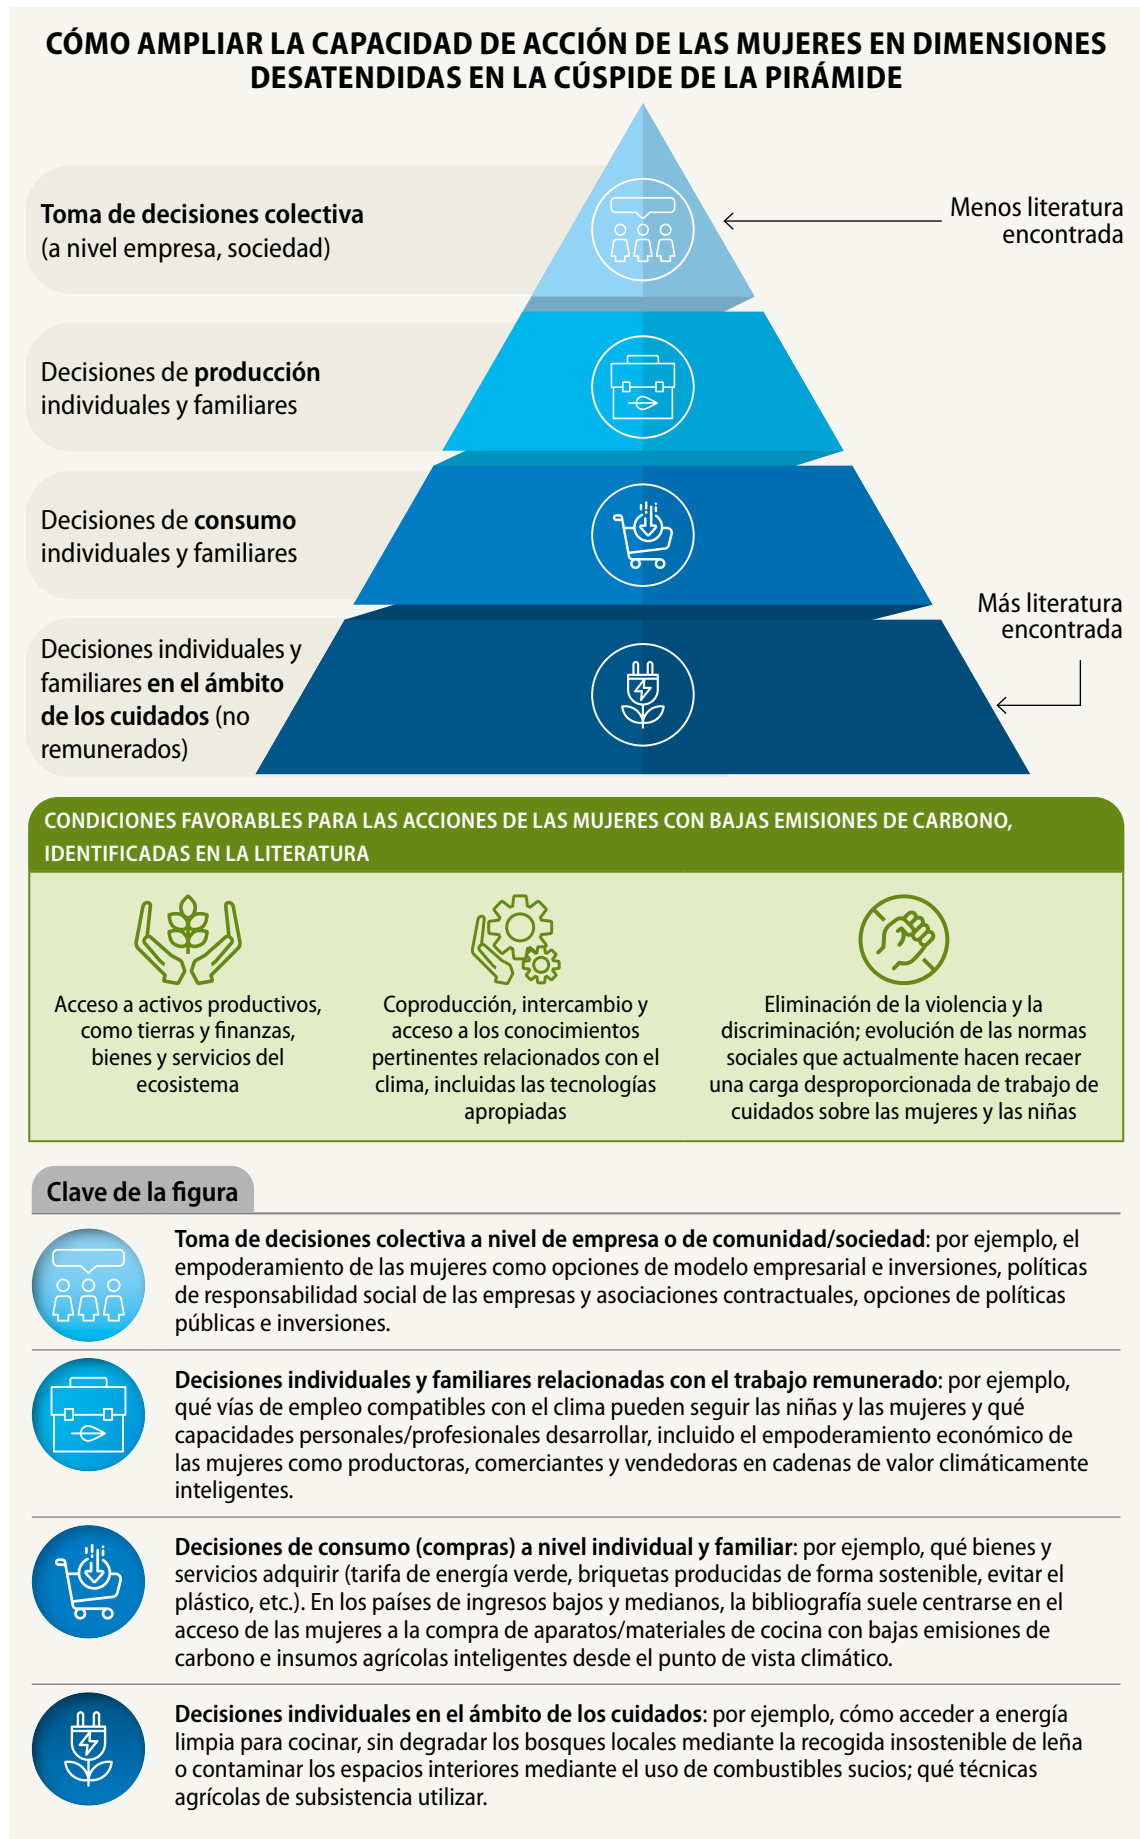 CÓMO AMPLIAR LA CAPACIDAD DE ACCIÓN DE LAS MUJERES EN DIMENSIONES
DESATENDIDAS EN LA CÚSPIDE DE LA PIRÁMIDE
Toma de decisiones colectiva
(a nivel empresa, sociedad)
Menos literatura
encontrada
Decisiones de producción
individuales y familiares
Decisiones de consumo
individuales y familiares
Más literatura
encontrada
Decisiones individuales y
familiares en el ámbito
de los cuidados (no
remunerados)
CONDICIONES FAVORABLES PARA LAS ACCIONES DE LAS MUJERES CON BAJAS EMISIONES DE CARBONO,
IDENTIFICADAS EN LA LITERATURA
Acceso a activos productivos,
como tierras y finanzas,
bienes y servicios del
ecosistema
Coproducción, intercambio y
acceso a los conocimientos
pertinentes relacionados con el
clima, incluidas las tecnologías
apropiadas
Eliminación de la violencia y la
discriminación; evolución de las normas
sociales que actualmente hacen recaer
una carga desproporcionada de trabajo de
cuidados sobre las mujeres y las niñas
Clave de la figura
Toma de decisiones colectiva a nivel de empresa o de comunidad/sociedad: por ejemplo, el
empoderamiento de las mujeres como opciones de modelo empresarial e inversiones, políticas
de responsabilidad social de las empresas y asociaciones contractuales, opciones de políticas
públicas e inversiones.
Decisiones individuales y familiares relacionadas con el trabajo remunerado: por ejemplo,
qué vías de empleo compatibles con el clima pueden seguir las niñas y las mujeres y qué
capacidades personales/profesionales desarrollar, incluido el empoderamiento económico de
las mujeres como productoras, comerciantes y vendedoras en cadenas de valor climáticamente
inteligentes.
Decisiones de consumo (compras) a nivel individual y familiar: por ejemplo, qué bienes y
servicios adquirir (tarifa de energía verde, briquetas producidas de forma sostenible, evitar el
plástico, etc.). En los países de ingresos bajos y medianos, la bibliografía suele centrarse en el
acceso de las mujeres a la compra de aparatos/materiales de cocina con bajas emisiones de
carbono e insumos agrícolas inteligentes desde el punto de vista climático.
Decisiones individuales en el ámbito de los cuidados: por ejemplo, cómo acceder a energía
limpia para cocinar, sin degradar los bosques locales mediante la recogida insostenible de leña
o contaminar los espacios interiores mediante el uso de combustibles sucios; qué técnicas
agrícolas de subsistencia utilizar.